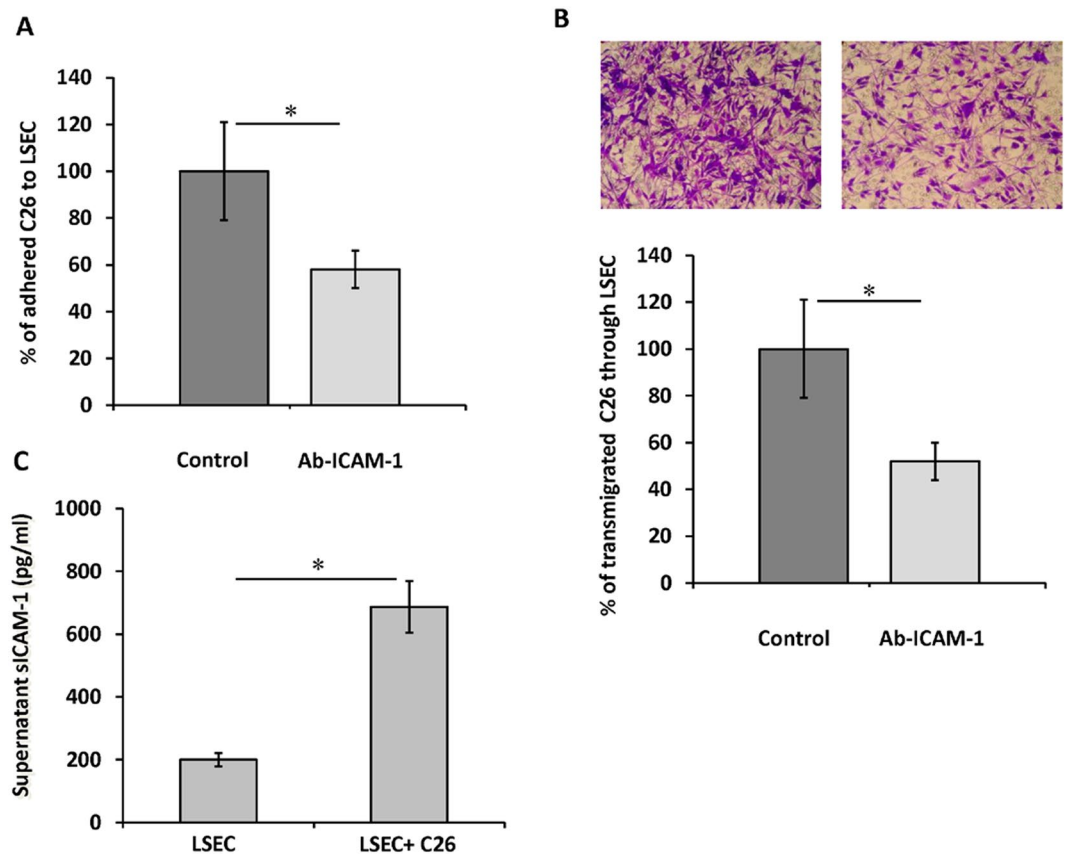 A
140
120
100
80
60
40
20
0
% of adhered C26 to LSEC
*
Control Ab-ICAM-1
B
140
120
100
80
60
40
20
0
% of transmigrated C26 through LSEC
*
Control Ab-ICAM-1
C
1000
800
600
400
200
0
Supernatant sICAM-1 (pg/ml)
*
LSEC LSEC+ C26